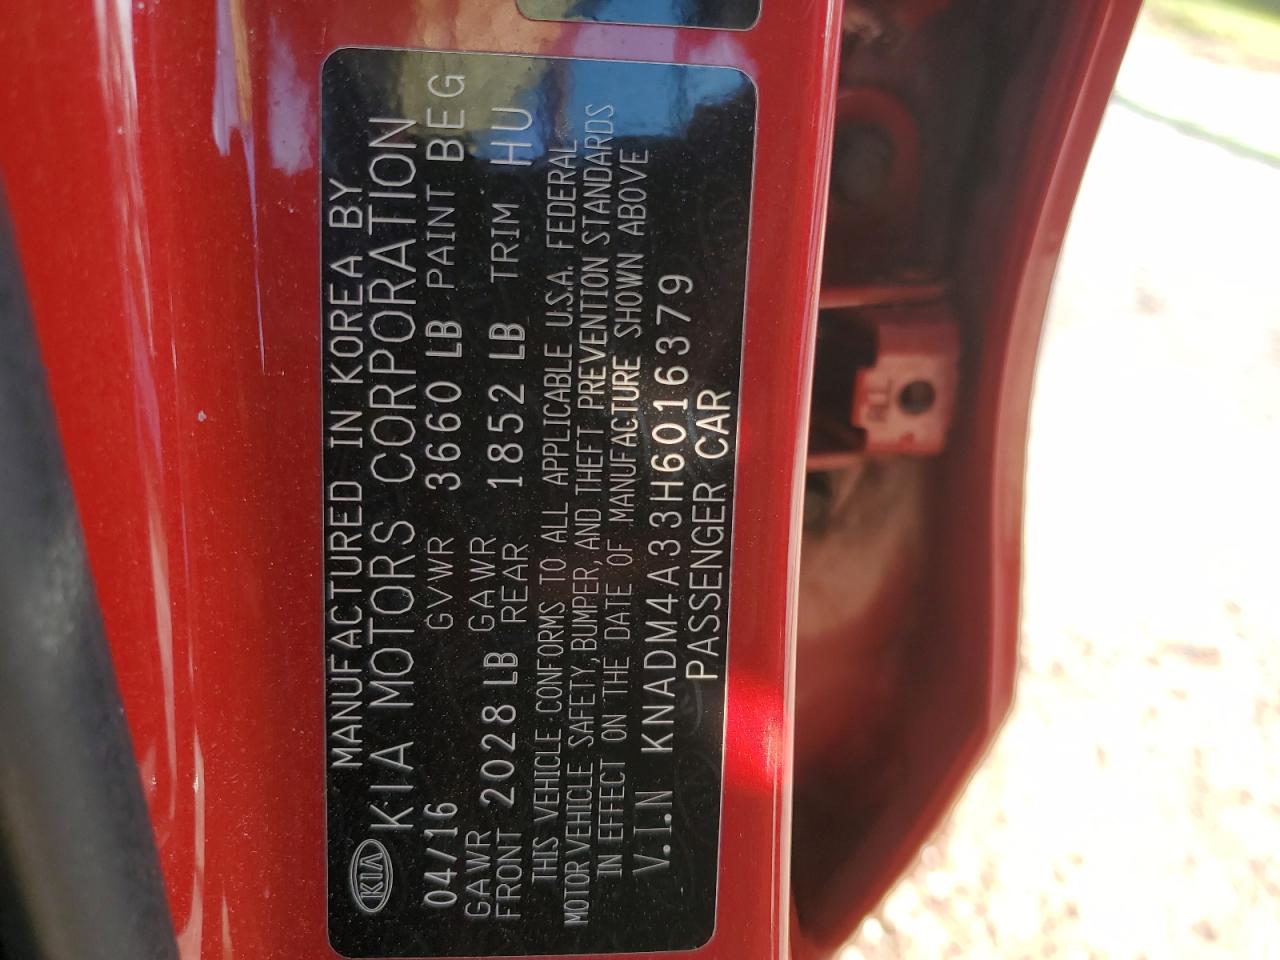 KIA
MANUFACTURED IN KOREA BY
KIA MOTORS CORPORATION
04/16 GVWR 3660 LB PAINT BEG
GAWR FRONT 2028 LB GAWR REAR 1852 LB TRIM HU
THIS VEHICLE CONFORMS TO ALL APPLICABLE U.S.A. FEDERAL
MOTOR VEHICLE SAFETY, BUMPER, AND THEFT PREVENTION STANDARDS
IN EFFECT ON THE DATE OF MANUFACTURE SHOWN ABOVE
V.I.N KNADM4A33H6016379
PASSENGER CAR